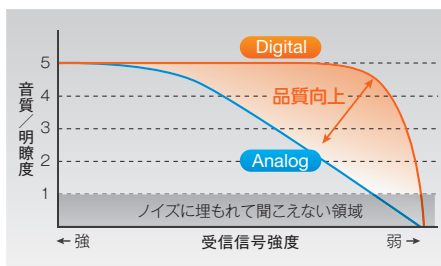 Digital
5
4
3
2
1
音質／明瞭度
品質向上
Analog
ノイズに埋もれて聞こえない領域
←強
受信信号強度
弱→